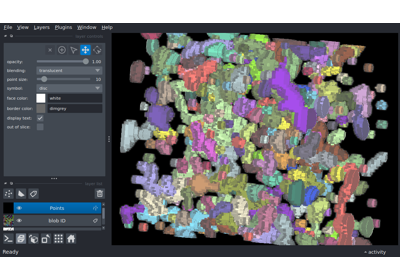 File View Layers Plugins Window Help
opacity: 1.00
blending: translucent
point size: 10
symbol: disc
face color: white
border color: dimgrey
display text:
out of slice:
Points
blob ID
Ready activity